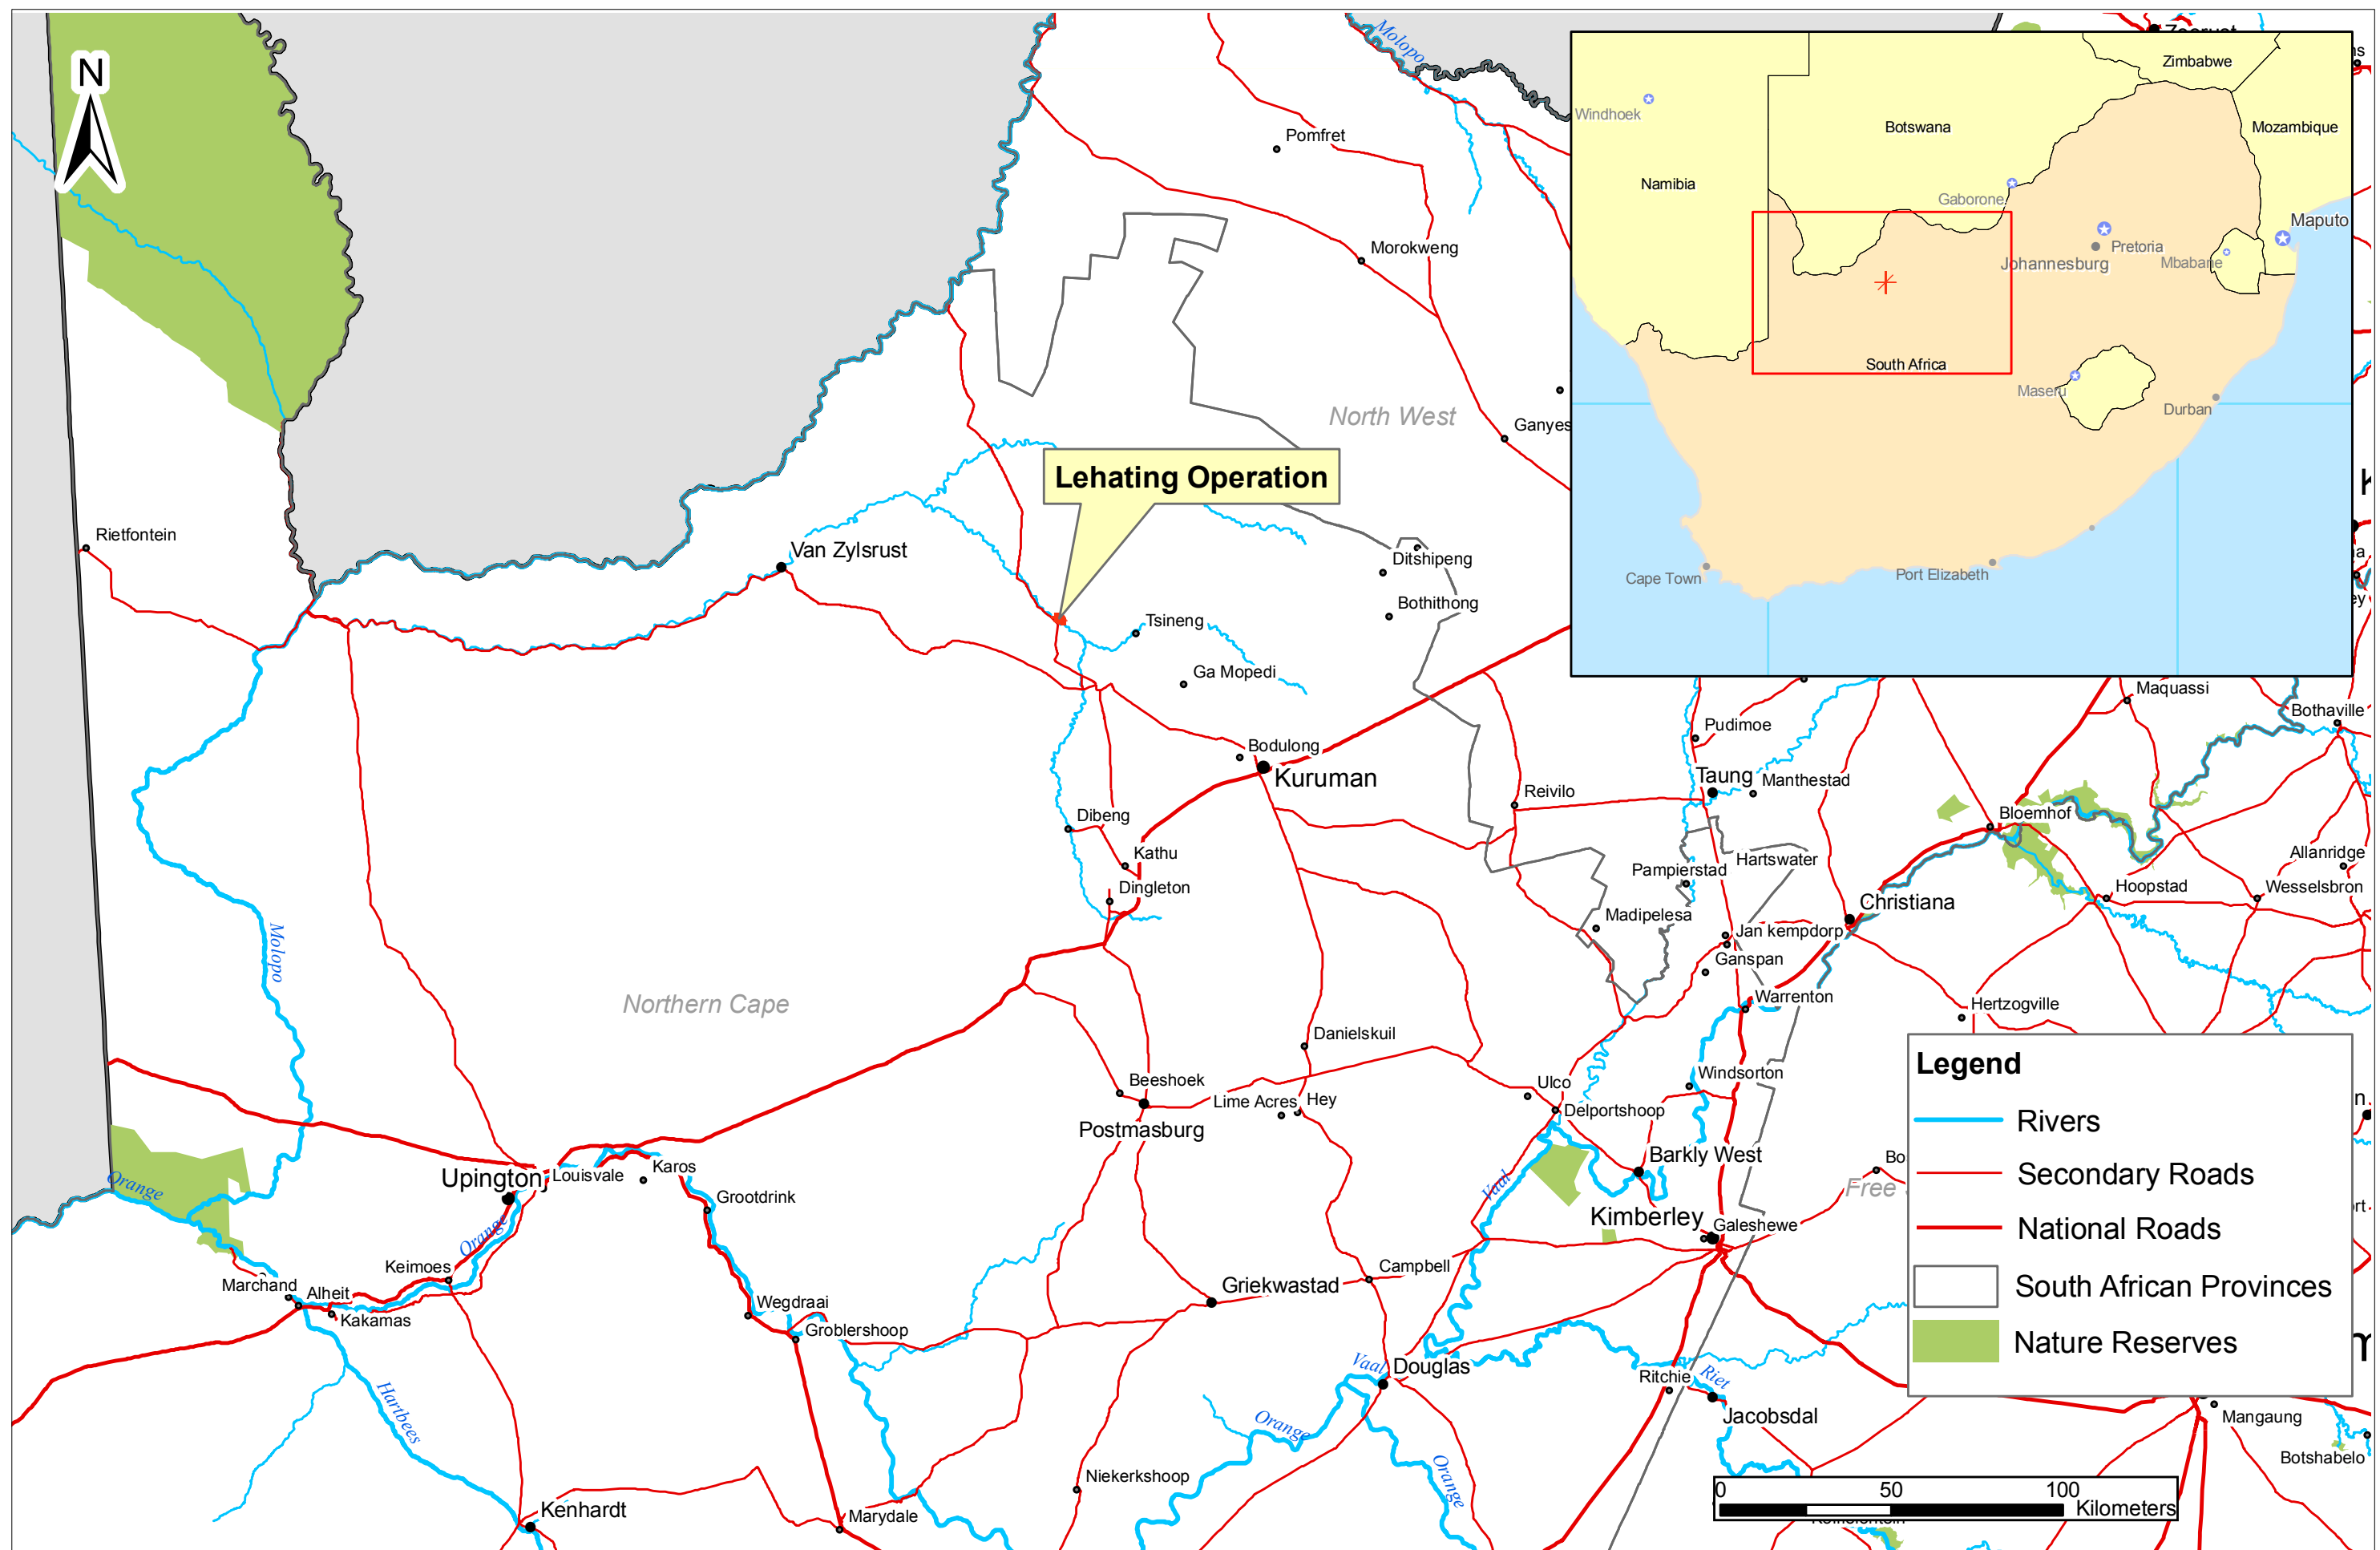 N
Molopo
Pomfret
Morokweng
North West
Lehating Operation
Rietfontein
Van Zylsrust
Ditshipeng
Bothithong
Tsineng
Ga Mopedi
Bodulong
Kuruman
Dibeng
Kathu
Dingleton
Molopo
Northern Cape
Danielskuil
Beeshoek
Lime Acres
Hey
Postmasburg
Upington
Louisvale
Karos
Grootdrink
Orange
Orange
Keimoes
Marchand
Alheit
Kakamas
Wegdraai
Groblershoop
Griekwastad
Campbell
Hartbees
Kenhardt
Marydale
Niekerkshoop
Orange
Orange
Vaal
Douglas
Vaal
Ulco
Delportshoop
Barkly West
Kimberley
Galeshewe
Windsorton
Warrenton
Ganspan
Jan kempdorp
Madipelesa
Pampierstad
Hartswater
Reivilo
Taung
Manthestad
Pudimoe
Christiana
Bloemhof
Hoopstad
Wesselsbron
Allanridge
Maquassi
Bothaville
Hertzogville
Ritchie
Riet
Jacobsdal
Mangaung
Botshabelo
Windhoek
Namibia
Botswana
Zimbabwe
Mozambique
Gaborone
Pretoria
Johannesburg
Mbabane
Maputo
South Africa
Maseru
Durban
Port Elizabeth
Cape Town
Legend
Rivers
Secondary Roads
National Roads
South African Provinces
Nature Reserves
0 50 100
Kilometers